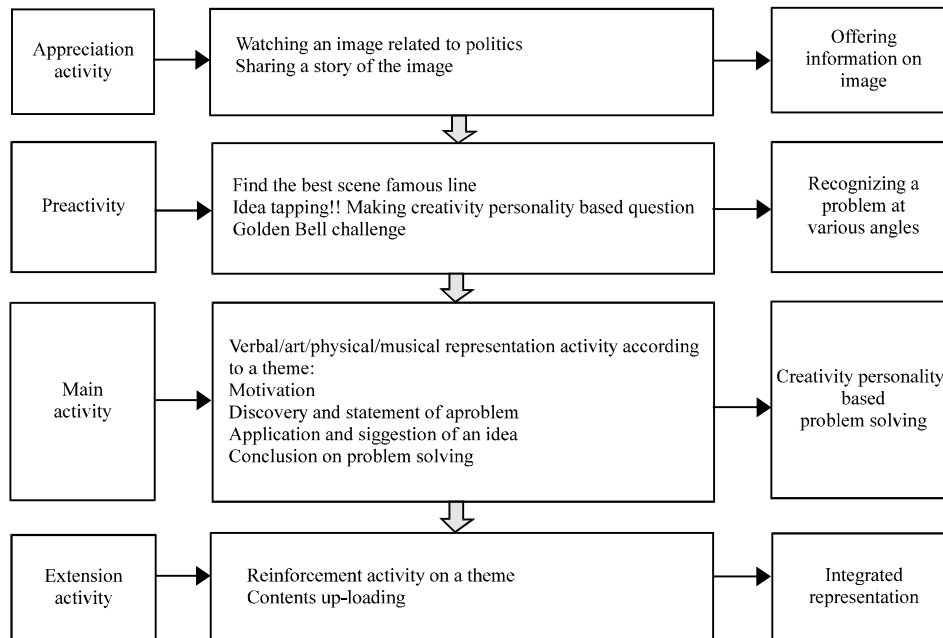 Appreciation
activity
Watching an image related to politics
Sharing a story of the image
Offering
information on
image
Preactivity
Find the best scene famous line
Idea tapping!! Making creativity personality based question
Golden Bell challenge
Recognizing a
problem at
various angles
Main
activity
Verbal/art/physical/musical representation activity according
to a theme:
Motivation
Discovery and statement of aproblem
Application and siggestion of an idea
Conclusion on problem solving
Creativity personality
based
problem solving
Extension
activity
Reinforcement activity on a theme
Contents up-loading
Integrated
representation